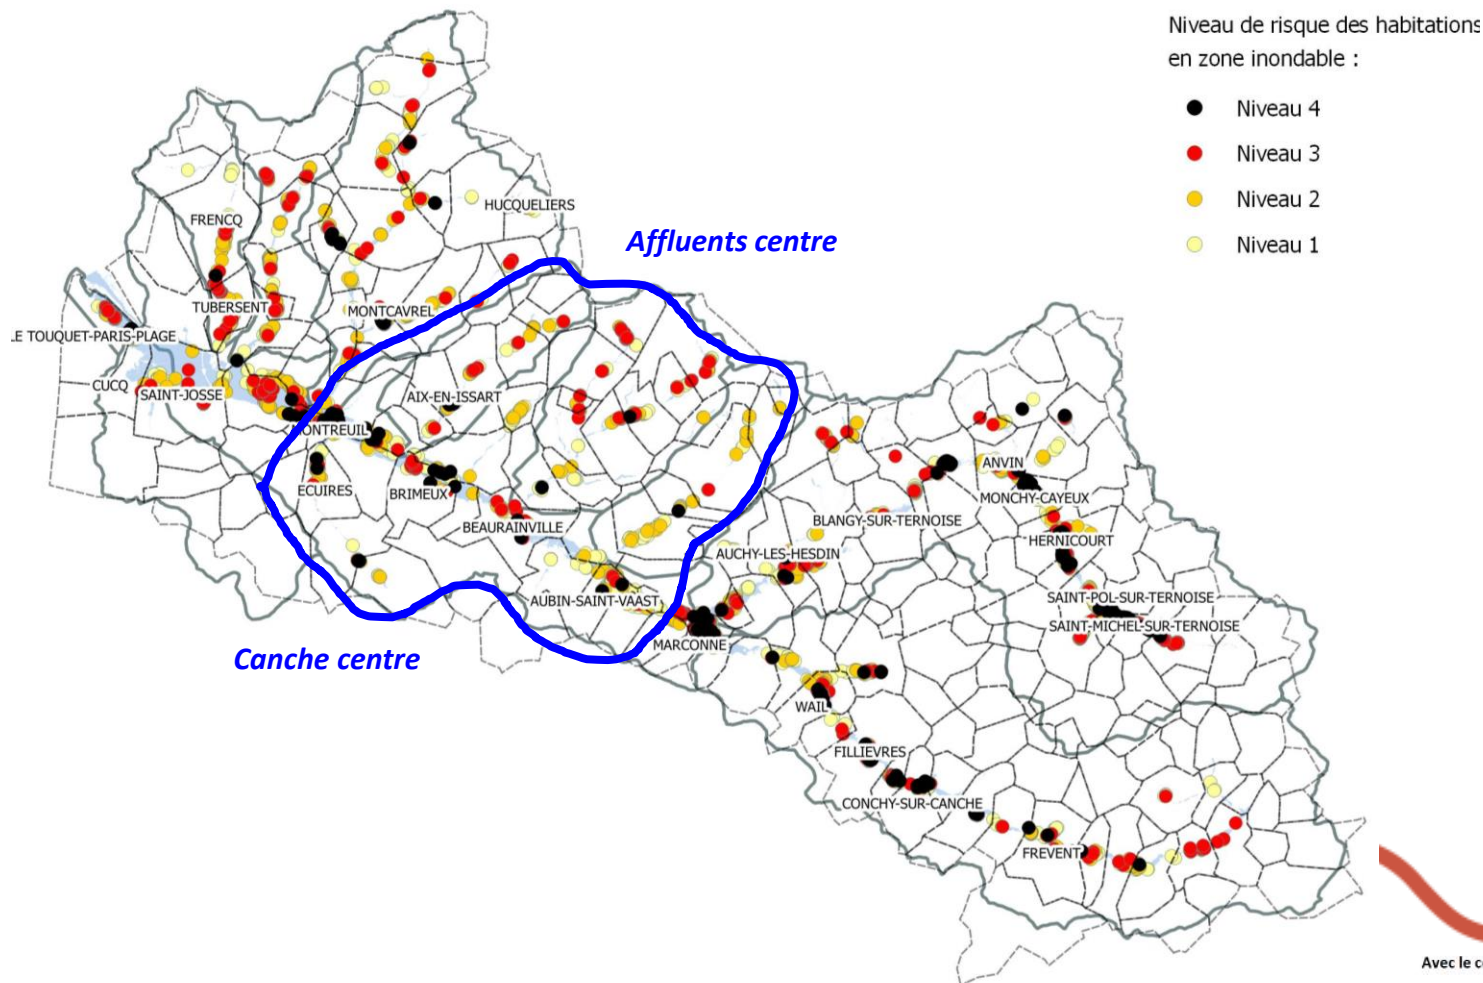 Niveau de risque des habitations
en zone inondable :
Niveau 4
Niveau 3
Niveau 2
Niveau 1
HUCQUELIERS
FRENCQ
Affluents centre
TUBERSENT
MONTCAVREL
LE TOUQUET-PARIS-PLAGE
CUCQ
SAINT-JOSSE
AIX-EN-ISSART
MONTREUIL
ANVIN
ECUIRES
BRIMEUX
MONCHY-CAYEUX
BEAURAINVILLE
BLANGY-SUR-TERNOISE
HERNICOURT
AUCHY-LES-HESDIN
AUBIN-SAINT-VAAST
SAINT-POL-SUR-TERNOISE
SAINT-MICHEL-SUR-TERNOISE
MARCONNE
Canche centre
WAIL
FILLIEVRES
CONCHY-SUR-CANCHE
FREVENT
Avec le